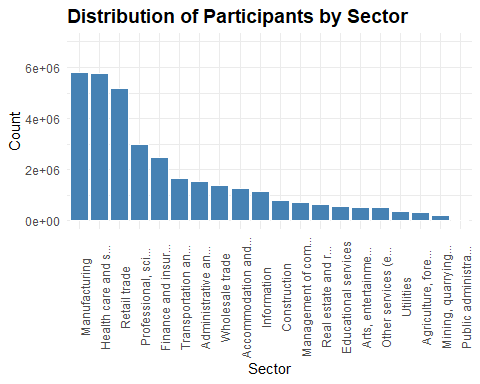 Distribution of Participants by Sector
Count
6e+06
4e+06
2e+06
0e+00
Manufacturing
Health care and s...
Retail trade
Professional, sci...
Finance and insur...
Transportation an...
Administrative an...
Wholesale trade
Accommodation and...
Information
Construction
Management of com...
Real estate and r...
Educational services
Arts, entertainme...
Other services (e...
Utilities
Agriculture, fore...
Mining, quarrying...
Public administra...
Sector